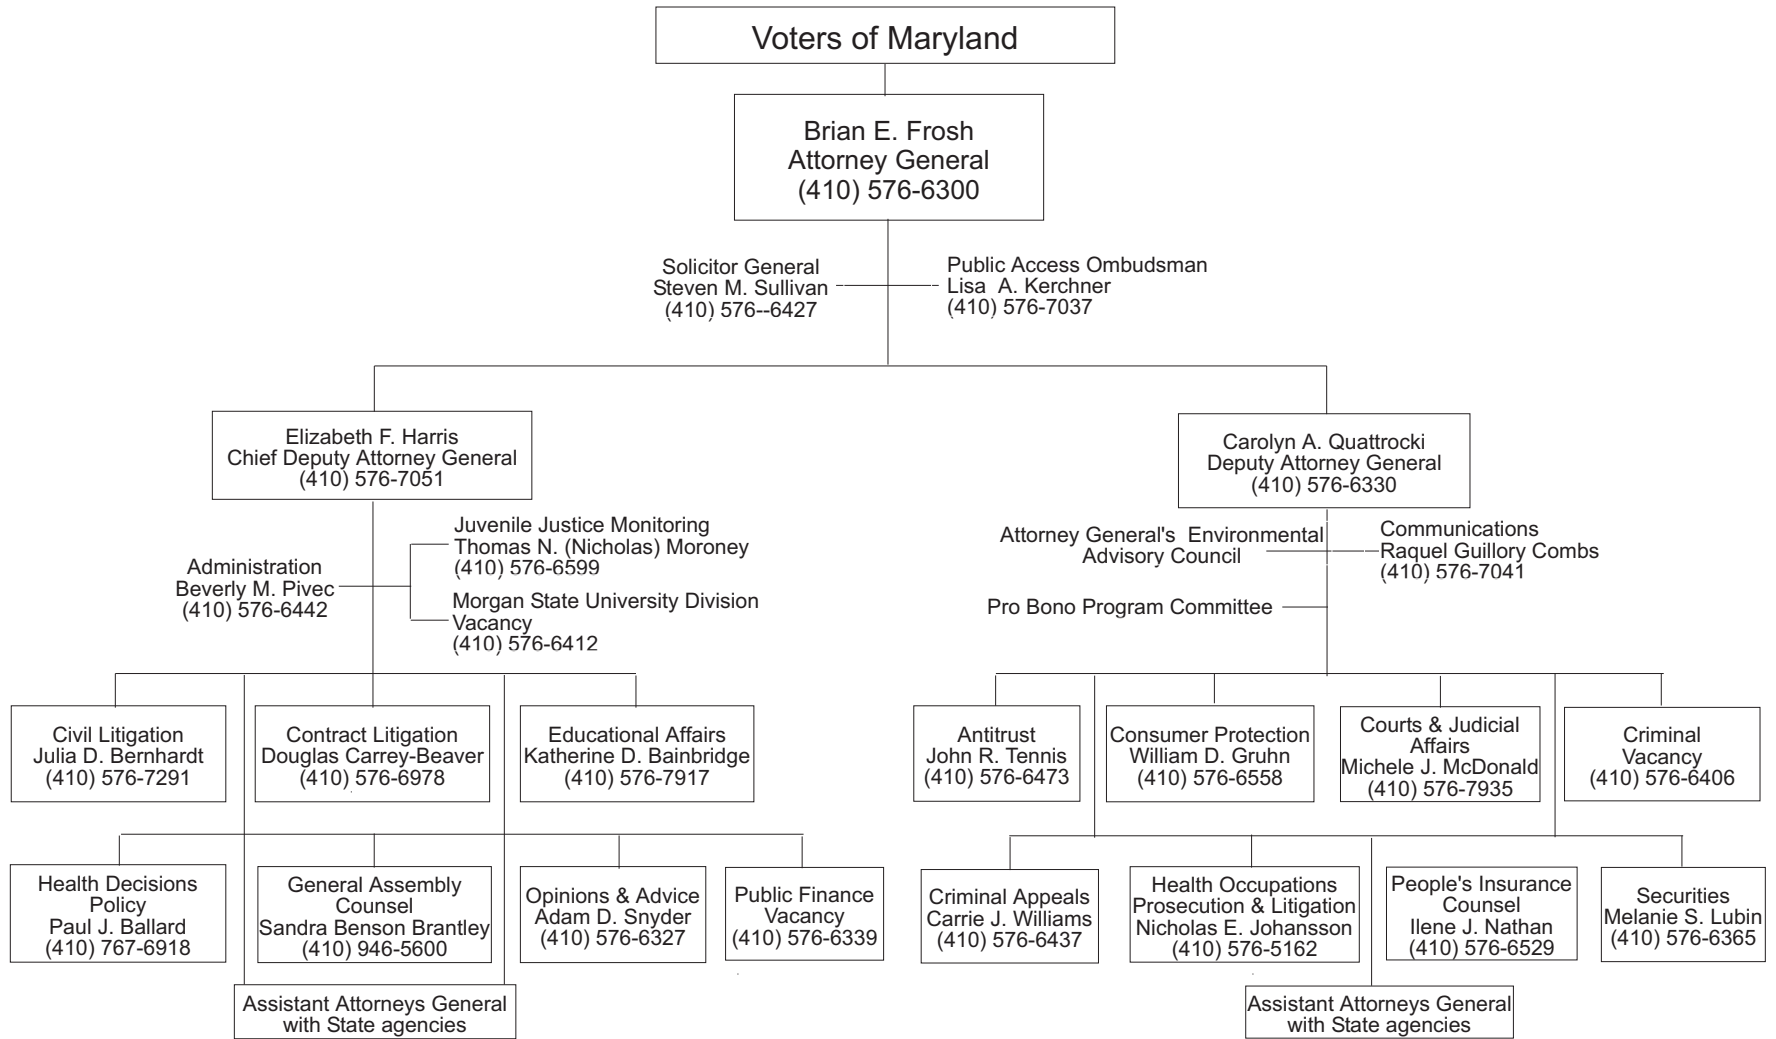 Voters of Maryland
Brian E. Frosh
Attorney General
(410) 576-6300
Solicitor General
Steven M. Sullivan
(410) 576--6427
Public Access Ombudsman
Lisa A. Kerchner
(410) 576-7037
Elizabeth F. Harris
Chief Deputy Attorney General
(410) 576-7051
Carolyn A. Quattrocki
Deputy Attorney General
(410) 576-6330
Administration
Beverly M. Pivec
(410) 576-6442
Juvenile Justice Monitoring
Thomas N. (Nicholas) Moroney
(410) 576-6599
Morgan State University Division
Vacancy
(410) 576-6412
Attorney General's Environmental
Advisory Council
Communications
Raquel Guillory Combs
(410) 576-7041
Pro Bono Program Committee
Civil Litigation
Julia D. Bernhardt
(410) 576-7291
Contract Litigation
Douglas Carrey-Beaver
(410) 576-6978
Educational Affairs
Katherine D. Bainbridge
(410) 576-7917
Antitrust
John R. Tennis
(410) 576-6473
Consumer Protection
William D. Gruhn
(410) 576-6558
Courts & Judicial
Affairs
Michele J. McDonald
(410) 576-7935
Criminal
Vacancy
(410) 576-6406
Health Decisions
Policy
Paul J. Ballard
(410) 767-6918
General Assembly
Counsel
Sandra Benson Brantley
(410) 946-5600
Opinions & Advice
Adam D. Snyder
(410) 576-6327
Public Finance
Vacancy
(410) 576-6339
Criminal Appeals
Carrie J. Williams
(410) 576-6437
Health Occupations
Prosecution & Litigation
Nicholas E. Johansson
(410) 576-5162
People's Insurance
Counsel
Ilene J. Nathan
(410) 576-6529
Securities
Melanie S. Lubin
(410) 576-6365
Assistant Attorneys General
with State agencies
Assistant Attorneys General
with State agencies